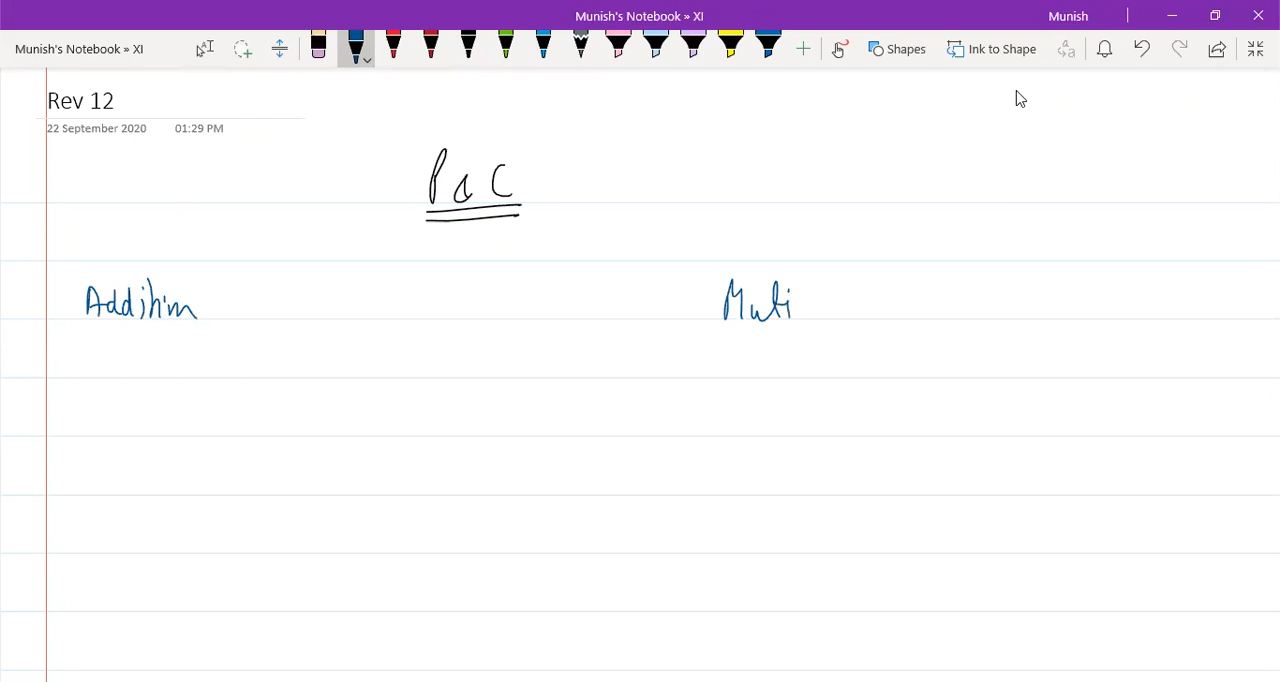 Munish's Notebook » XI
Munish
Munish's Notebook » XI
Shapes
Ink to Shape
Rev 12
22 September 2020 01:29 PM
P & C
Addition Multi